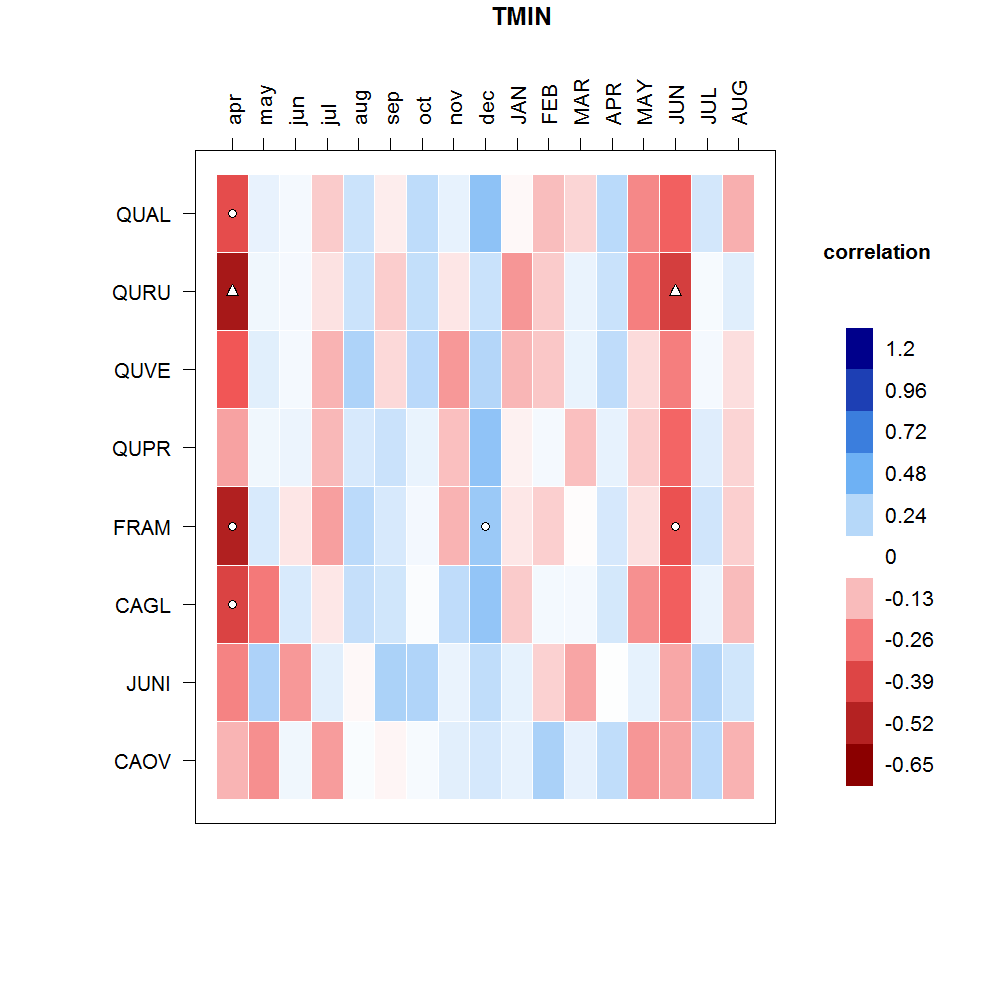 TMIN
apr may jun jul aug sep oct nov dec JAN FEB MAR APR MAY JUN JUL AUG
QUAL
QURU
QUVE
QUPR
FRAM
CAGL
JUNI
CAOV
correlation
1.2
0.96
0.72
0.48
0.24
0
-0.13
-0.26
-0.39
-0.52
-0.65